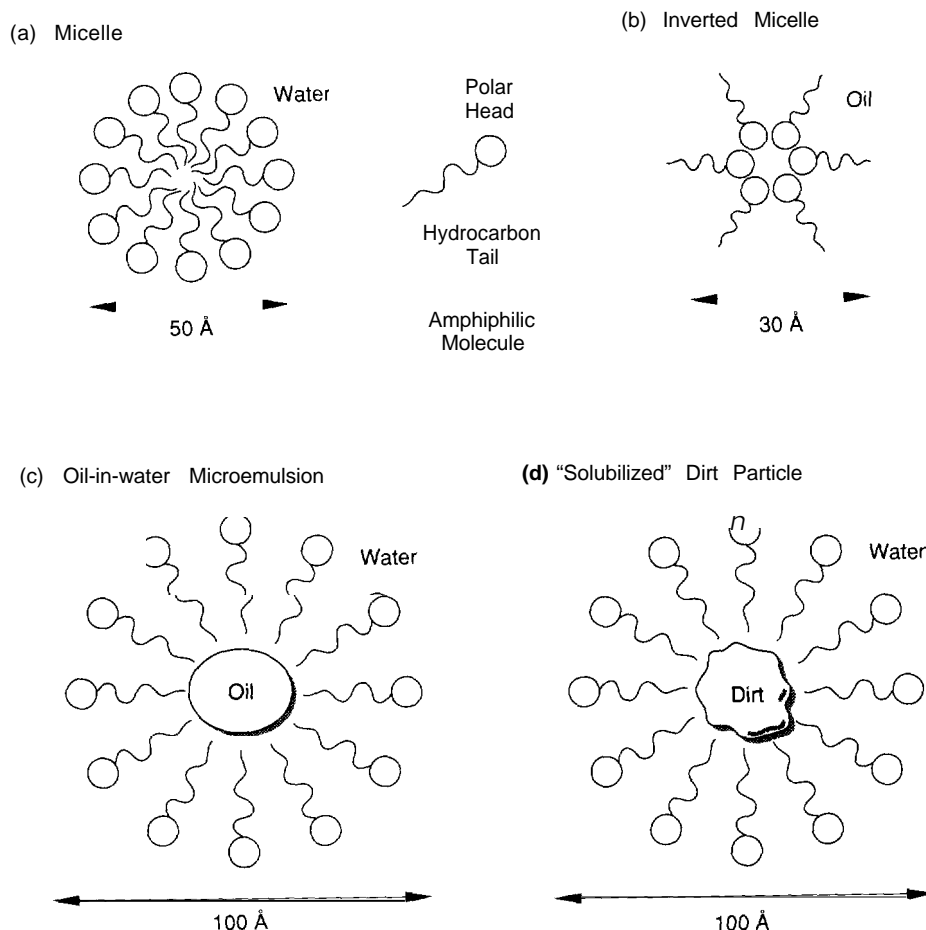 (a) Micelle
(b) Inverted Micelle
Water
Polar
Head
Oil
Hydrocarbon
Tail
50 Å
Amphiphilic
Molecule
30 Å
(c) Oil-in-water Microemulsion
(d) “Solubilized” Dirt Particle
Water
n
Water
Oil
Dirt
100 Å
100 Å